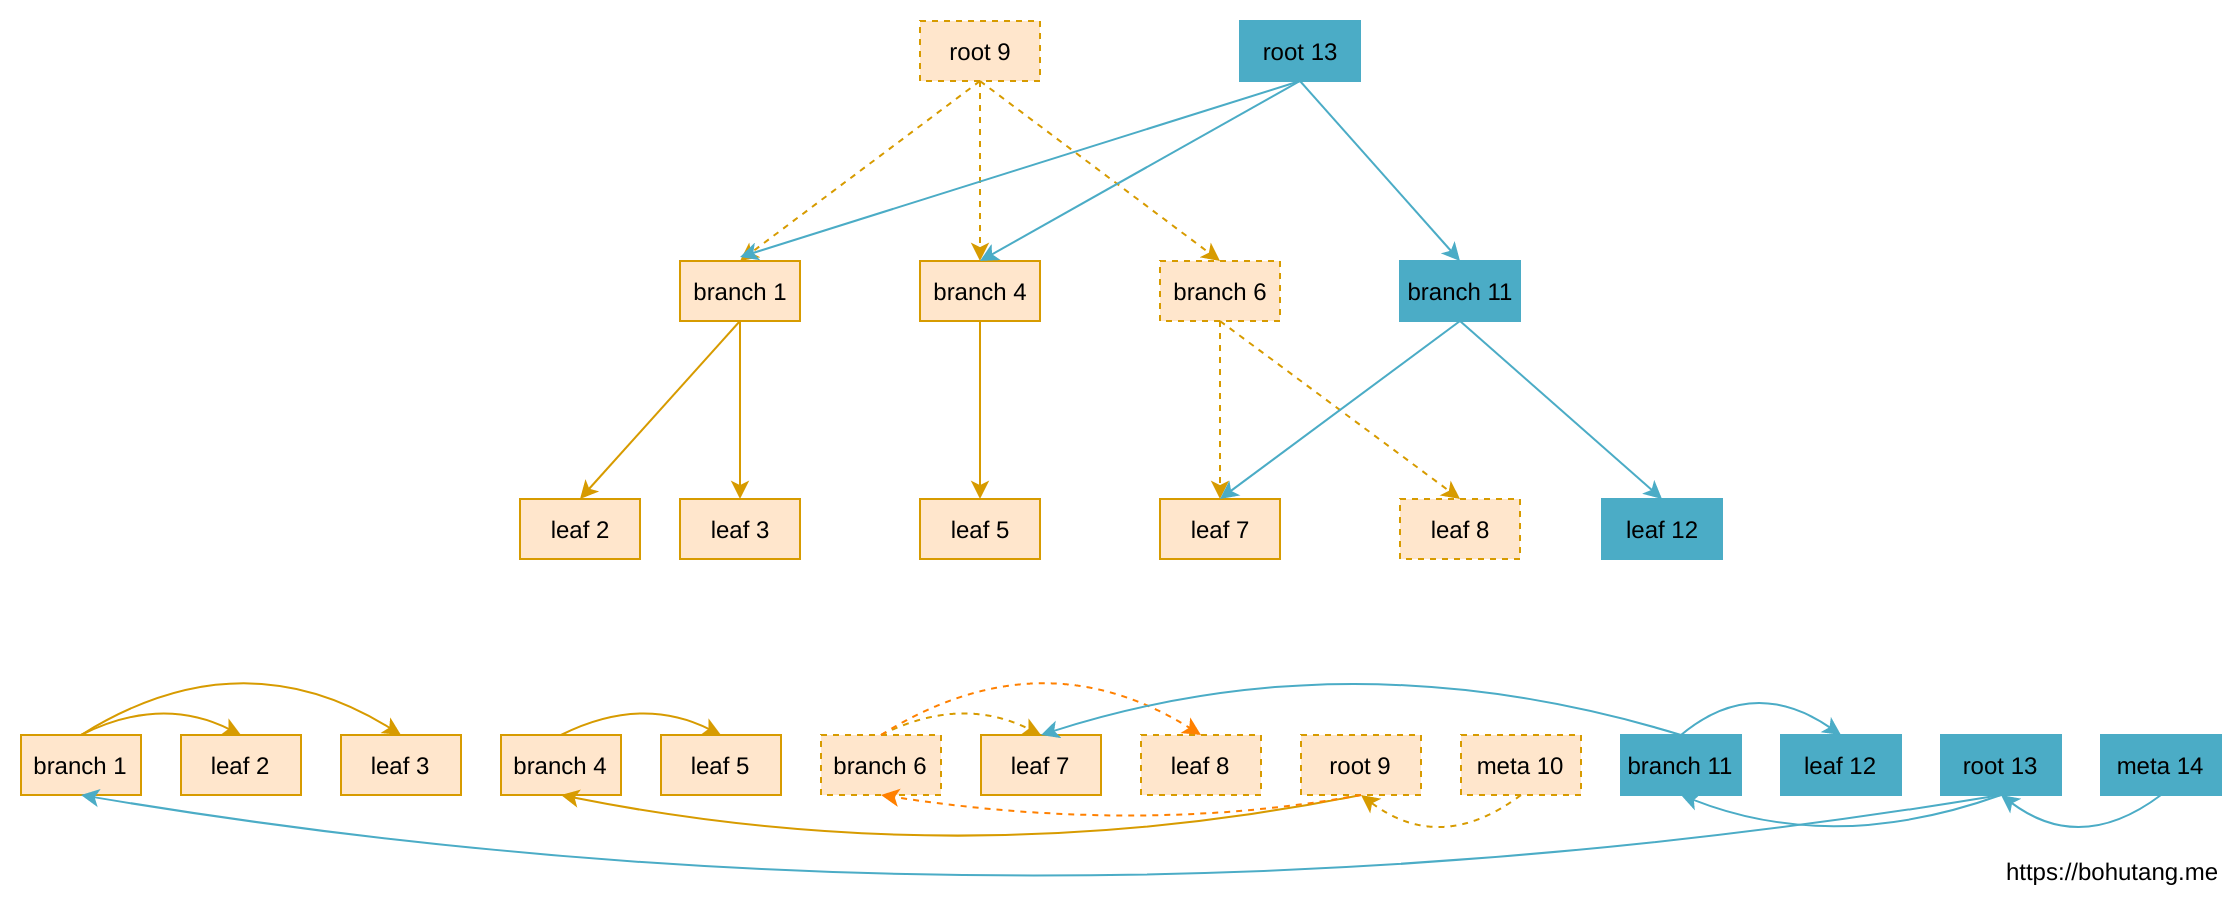 root 9
root 13
branch 1
branch 4
branch 6
branch 11
leaf 2
leaf 3
leaf 5
leaf 7
leaf 8
leaf 12
branch 1
leaf 2
leaf 3
branch 4
leaf 5
branch 6
leaf 7
leaf 8
root 9
meta 10
branch 11
leaf 12
root 13
meta 14
https://bohutang.me